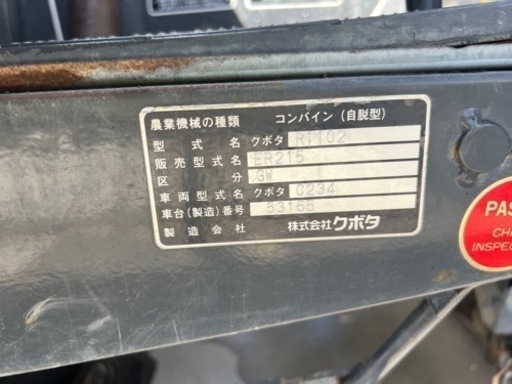 農業機械の種類 コンバイン（自脱型）
型式名 クボタ R1102
販売型式名 ER215
区分 GW
車両型式名 クボタ C234
車台(製造)番号 53165
製造会社 株式会社クボタ
PAS
CHE
INSPEC